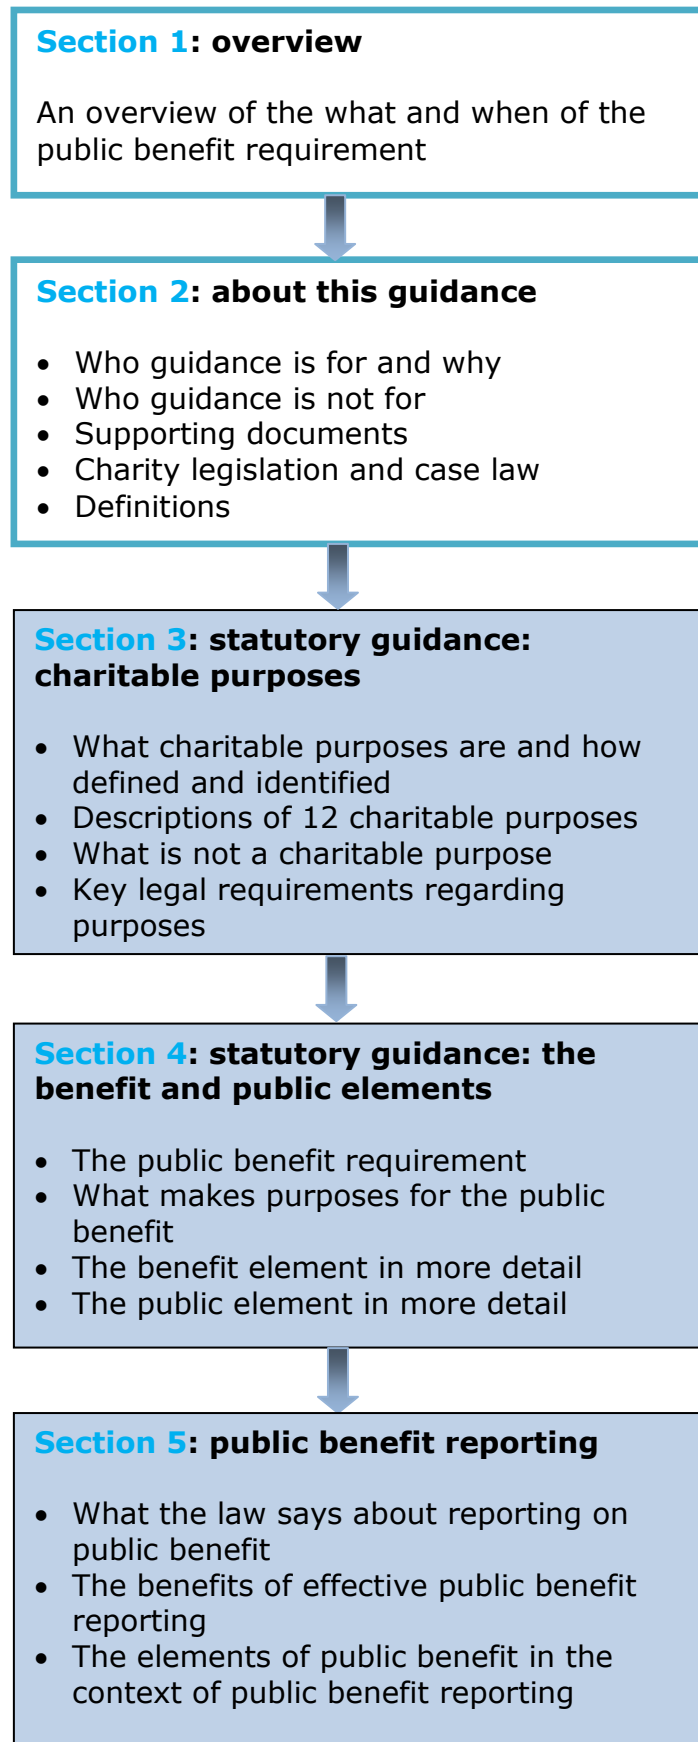 Section 1: overview
An overview of the what and when of the
public benefit requirement
Section 2: about this guidance
• Who guidance is for and why
• Who guidance is not for
• Supporting documents
• Charity legislation and case law
• Definitions
Section 3: statutory guidance:
charitable purposes
• What charitable purposes are and how
defined and identified
• Descriptions of 12 charitable purposes
• What is not a charitable purpose
• Key legal requirements regarding
purposes
Section 4: statutory guidance: the
benefit and public elements
• The public benefit requirement
• What makes purposes for the public
benefit
• The benefit element in more detail
• The public element in more detail
Section 5: public benefit reporting
• What the law says about reporting on
public benefit
• The benefits of effective public benefit
reporting
• The elements of public benefit in the
context of public benefit reporting